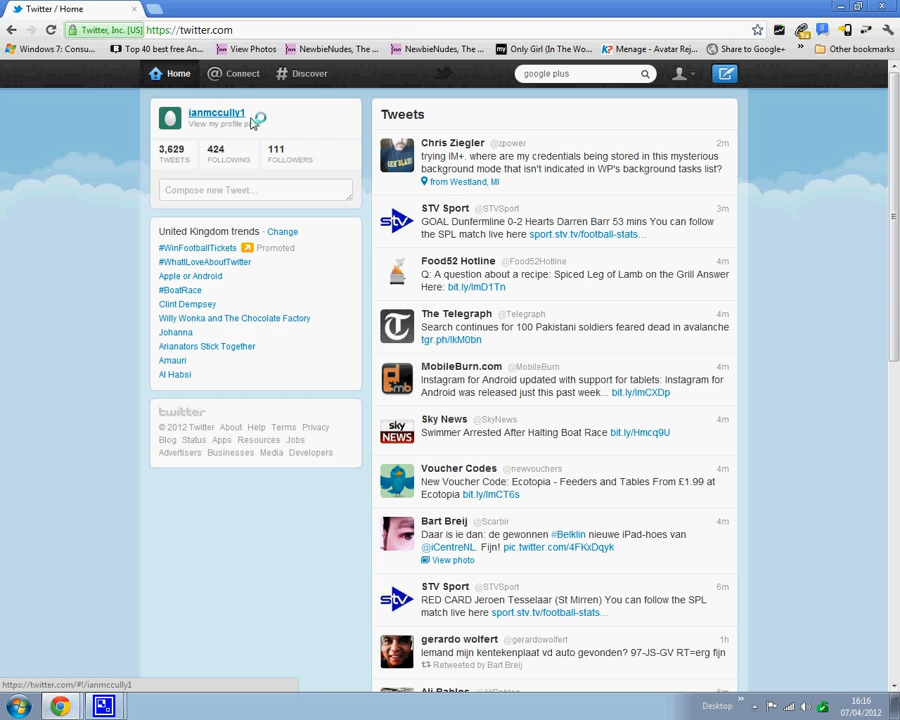 Twitter / Home
Twitter, Inc. [US] https://twitter.com
Windows 7: Consu... Top 40 best free An... View Photos NewbieNudes, The ... NewbieNudes, The ... Only Girl (In The Wo... Menage - Avatar Rej... Share to Google+ » Other bookmarks
Home @ Connect # Discover google plus
ianmccully1
View my profile p
3,629 424 111
TWEETS FOLLOWING FOLLOWERS
Compose new Tweet...
United Kingdom trends · Change
#WinFootballTickets Promoted
#WhatILoveAboutTwitter
Apple or Android
#BoatRace
Clint Dempsey
Willy Wonka and The Chocolate Factory
Johanna
Arianators Stick Together
Amauri
Al Habsi
twitter
© 2012 Twitter About Help Terms Privacy
Blog Status Apps Resources Jobs
Advertisers Businesses Media Developers
Tweets
Chris Ziegler @zpower 2m
trying IM+. where are my credentials being stored in this mysterious
background mode that isn't indicated in WP's background tasks list?
from Westland, MI
STV Sport @STVSport 3m
GOAL Dunfermline 0-2 Hearts Darren Barr 53 mins You can follow
the SPL match live here sport.stv.tv/football-stats...
stv
Food52 Hotline @Food52Hotline 4m
Q: A question about a recipe: Spiced Leg of Lamb on the Grill Answer
Here: bit.ly/ImD1Tn
The Telegraph @Telegraph 4m
Search continues for 100 Pakistani soldiers feared dead in avalanche
tgr.ph/IkM0bn
MobileBurn.com @MobileBurn 4m
Instagram for Android updated with support for tablets: Instagram for
Android was released just this past week... bit.ly/ImCXDp
Sky News @SkyNews 4m
Swimmer Arrested After Halting Boat Race bit.ly/Hmcq9U
sky
NEWS
Voucher Codes @newvouchers 4m
New Voucher Code: Ecotopia - Feeders and Tables From £1.99 at
Ecotopia bit.ly/ImCT6s
Bart Breij @Scarbir 4m
Daar is ie dan: de gewonnen #Belklin nieuwe iPad-hoes van
@iCentreNL. Fijn! pic.twitter.com/4FKxDqyk
View photo
STV Sport @STVSport 6m
RED CARD Jeroen Tesselaar (St Mirren) You can follow the SPL
match live here sport.stv.tv/football-stats...
stv
gerardo wolfert @gerardowolfert 1h
Iemand mijn kentekenplaat vd auto gevonden? 97-JS-GV RT=erg fijn
Retweeted by Bart Breij
6m
https://twitter.com/#!/ianmccully1
Desktop » 16:16
07/04/2012